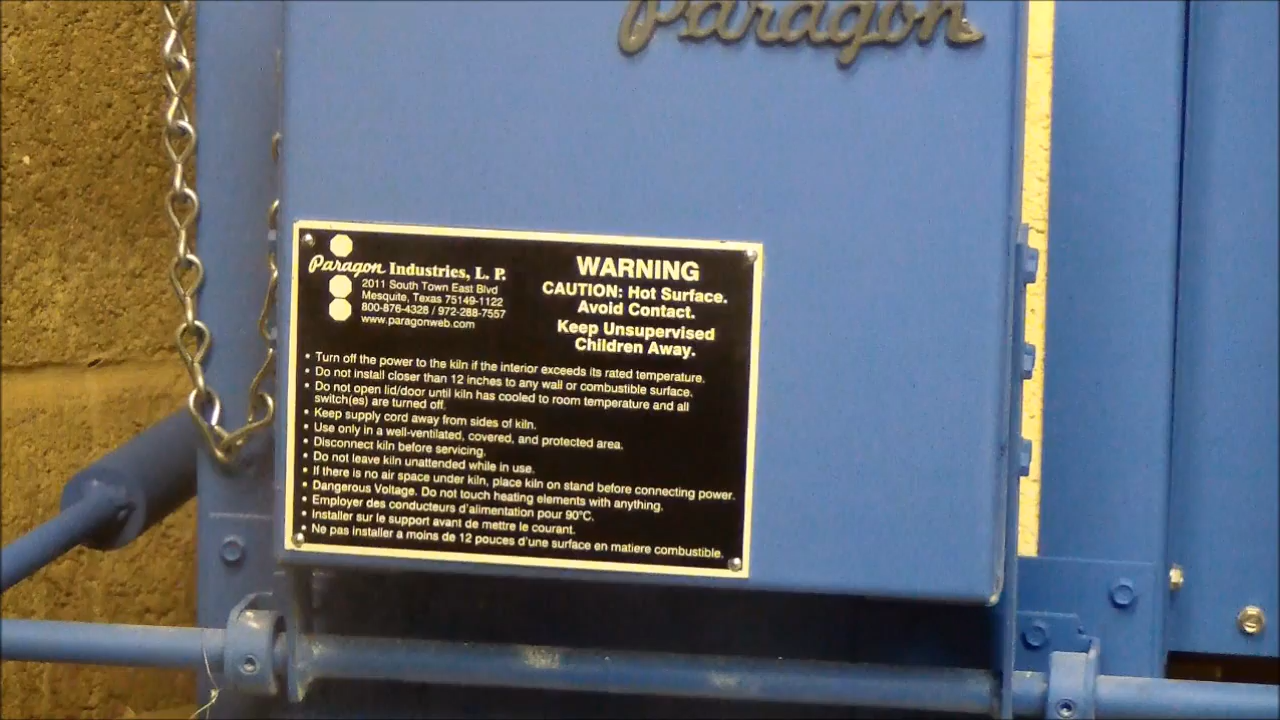 Paragon
Paragon Industries, L. P.
2011 South Town East Blvd
Mesquite, Texas 75149-1122
800-876-4328 / 972-288-7557
www.paragonweb.com
WARNING
CAUTION: Hot Surface.
Avoid Contact.
Keep Unsupervised
Children Away.
• Turn off the power to the kiln if the interior exceeds its rated temperature.
• Do not install closer than 12 inches to any wall or combustible surface.
• Do not open lid/door until kiln has cooled to room temperature and all
switch(es) are turned off.
• Keep supply cord away from sides of kiln.
• Use only in a well-ventilated, covered, and protected area.
• Disconnect kiln before servicing.
• Do not leave kiln unattended while in use.
• If there is no air space under kiln, place kiln on stand before connecting power.
• Dangerous Voltage. Do not touch heating elements with anything.
• Employer des conducteurs d'alimentation pour 90°C.
• Installer sur le support avant de mettre le courant.
• Ne pas installer a moins de 12 pouces d'une surface en matiere combustible.